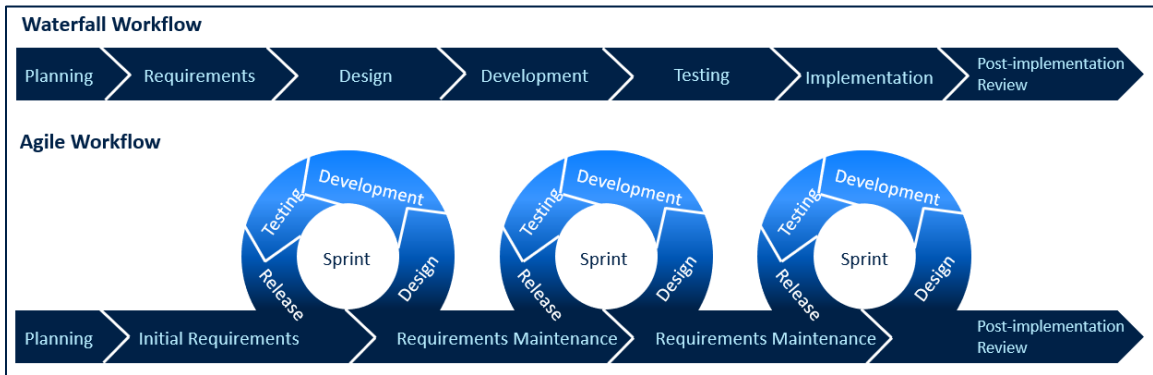 Waterfall Workflow
Planning
Requirements
Design
Development
Testing
Implementation
Post-implementation
Review
Agile Workflow
Development
Testing
Sprint
Design
Release
Development
Testing
Sprint
Design
Release
Development
Testing
Sprint
Design
Release
Planning
Initial Requirements
Requirements Maintenance
Requirements Maintenance
Post-implementation
Review